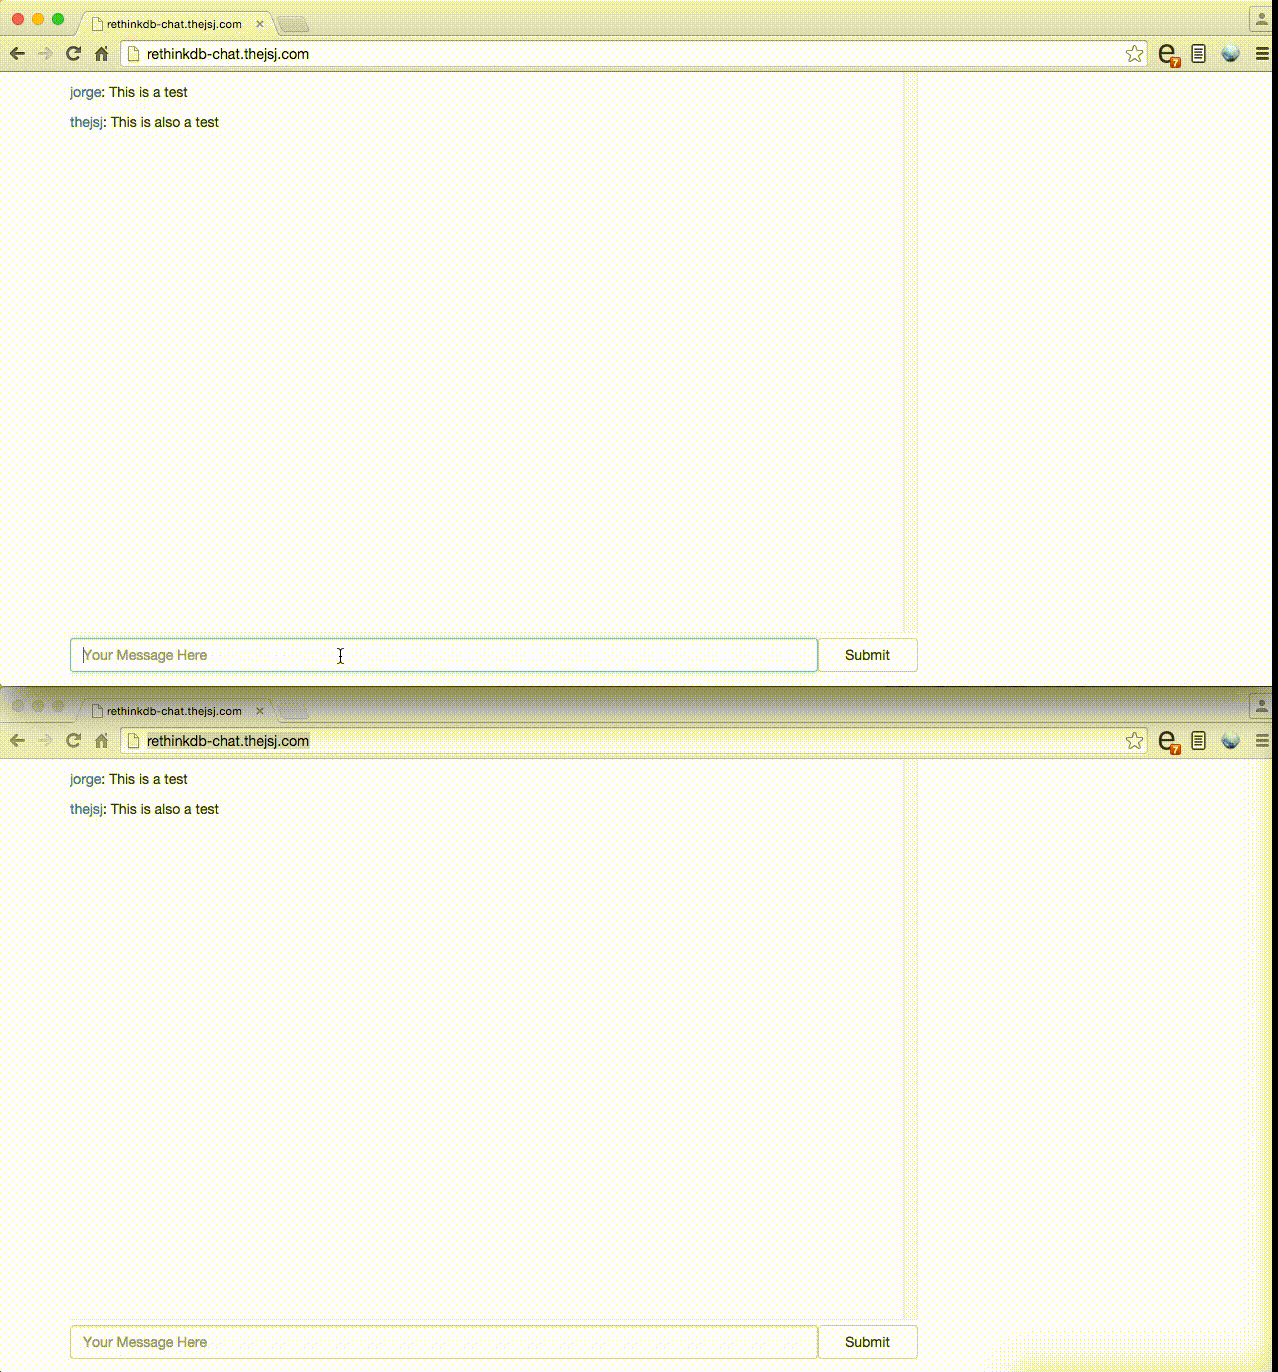 rethinkdb-chat.thejsj.com
rethinkdb-chat.thejsj.com
7
jorge: This is a test
thejsj: This is also a test
Your Message Here
Submit
rethinkdb-chat.thejsj.com
rethinkdb-chat.thejsj.com
7
jorge: This is a test
thejsj: This is also a test
Your Message Here
Submit